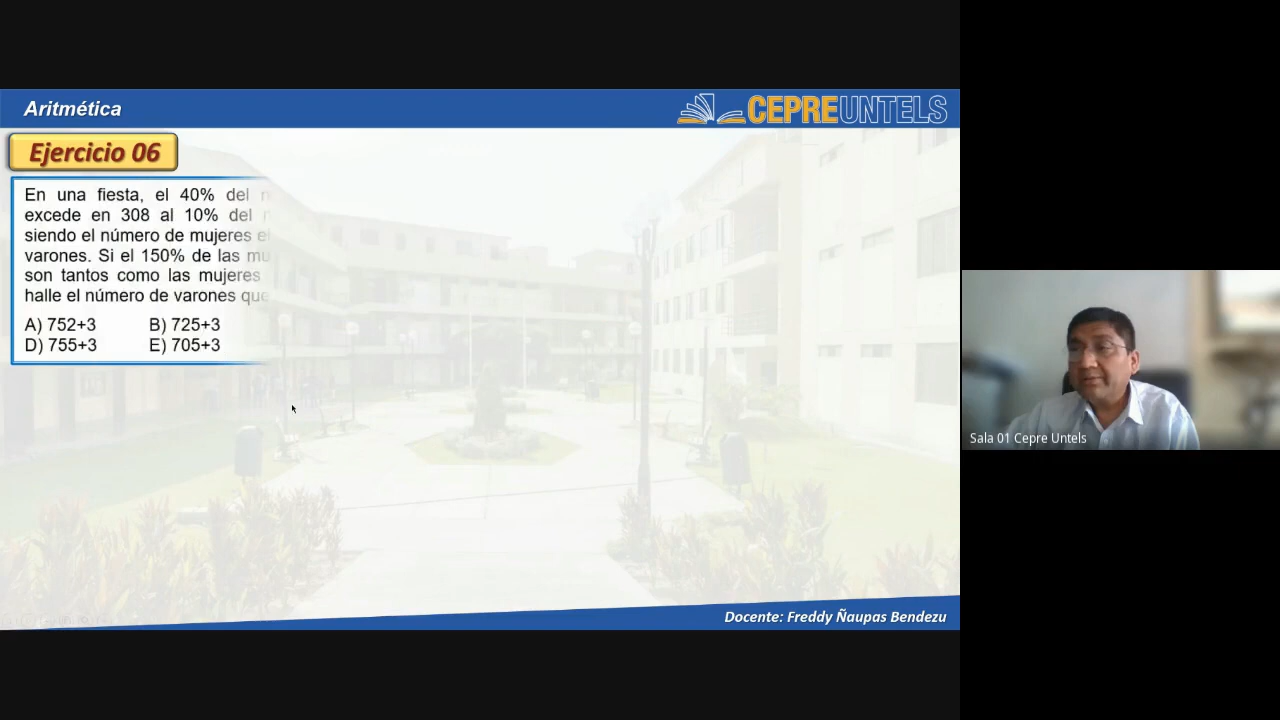 Aritmética
CEPREUNTELS
Ejercicio 06
En una fiesta, el 40% del
excede en 308 al 10% del
siendo el número de mujeres
varones. Si el 150% de las
son tantos como las mujeres
halle el número de varones que
A) 752+3 B) 725+3
D) 755+3 E) 705+3
Sala 01 Cepre Untels
Docente: Freddy Ñaupas Bendezu